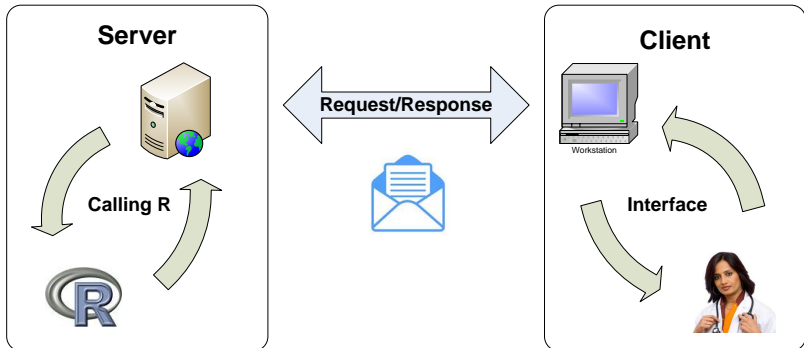 Server
Client
Request/Response
Workstation
Calling R
Interface
R